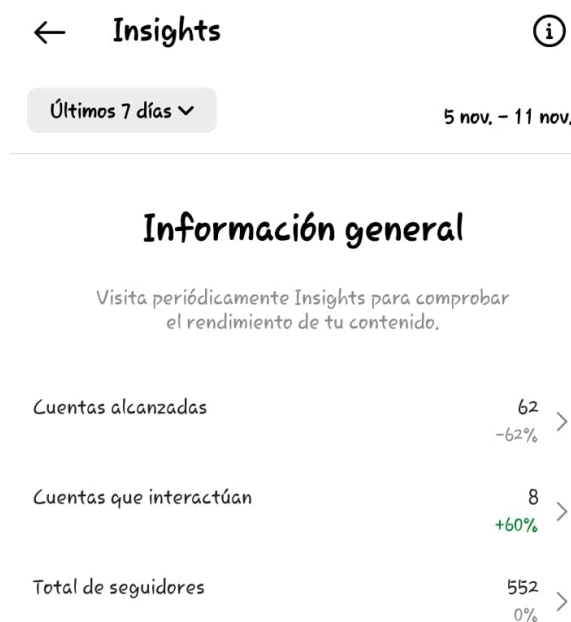 Insights
Últimos 7 días
5 nov. - 11 nov.
Información general
Visita periódicamente Insights para comprobar
el rendimiento de tu contenido.
Cuentas alcanzadas
62
-62%
Cuentas que interactúan
8
+60%
Total de seguidores
552
0%